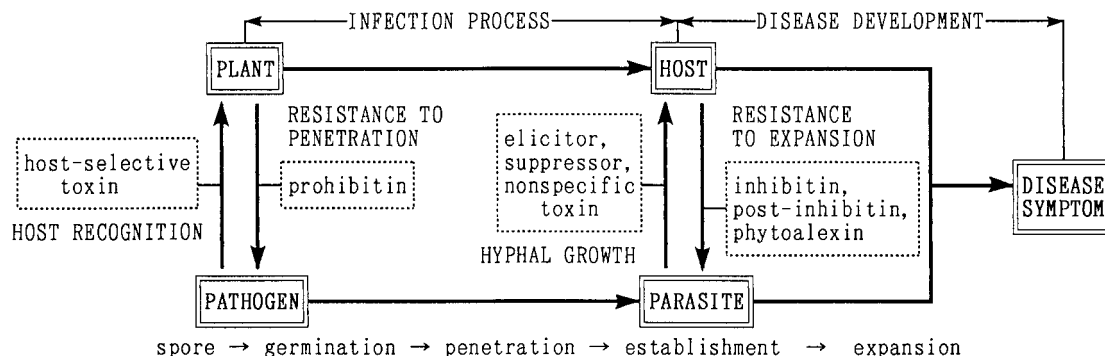 INFECTION PROCESS
DISEASE DEVELOPMENT
PLANT
HOST
RESISTANCE TO
PENETRATION
RESISTANCE
TO EXPANSION
host-selective
toxin
prohibitin
elicitor,
suppressor,
nonspecific
toxin
inhibitin,
post-inhibitin,
phytoalexin
DISEASE
SYMPTOM
HOST RECOGNITION
HYPHAL GROWTH
PATHOGEN
PARASITE
spore → germination → penetration → establishment → expansion